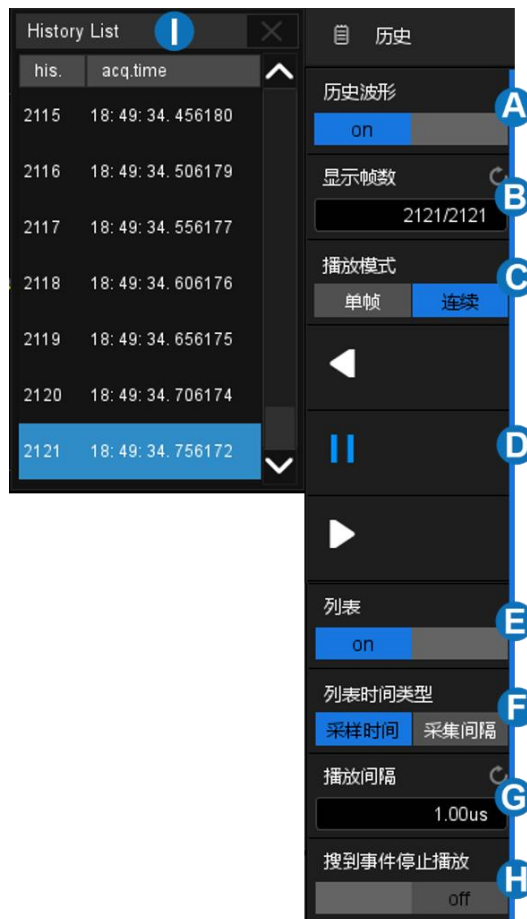 History List I
his. acq.time
2115 18: 49: 34. 456180
2116 18: 49: 34. 506179
2117 18: 49: 34. 556177
2118 18: 49: 34. 606176
2119 18: 49: 34. 656175
2120 18: 49: 34. 706174
2121 18: 49: 34. 756172
历史
历史波形
A
on
显示帧数
B
2121/2121
播放模式
C
单帧 连续
D
列表
E
on
列表时间类型
F
采样时间 采集间隔
播放间隔
G
1.00us
搜到事件停止播放
H
off